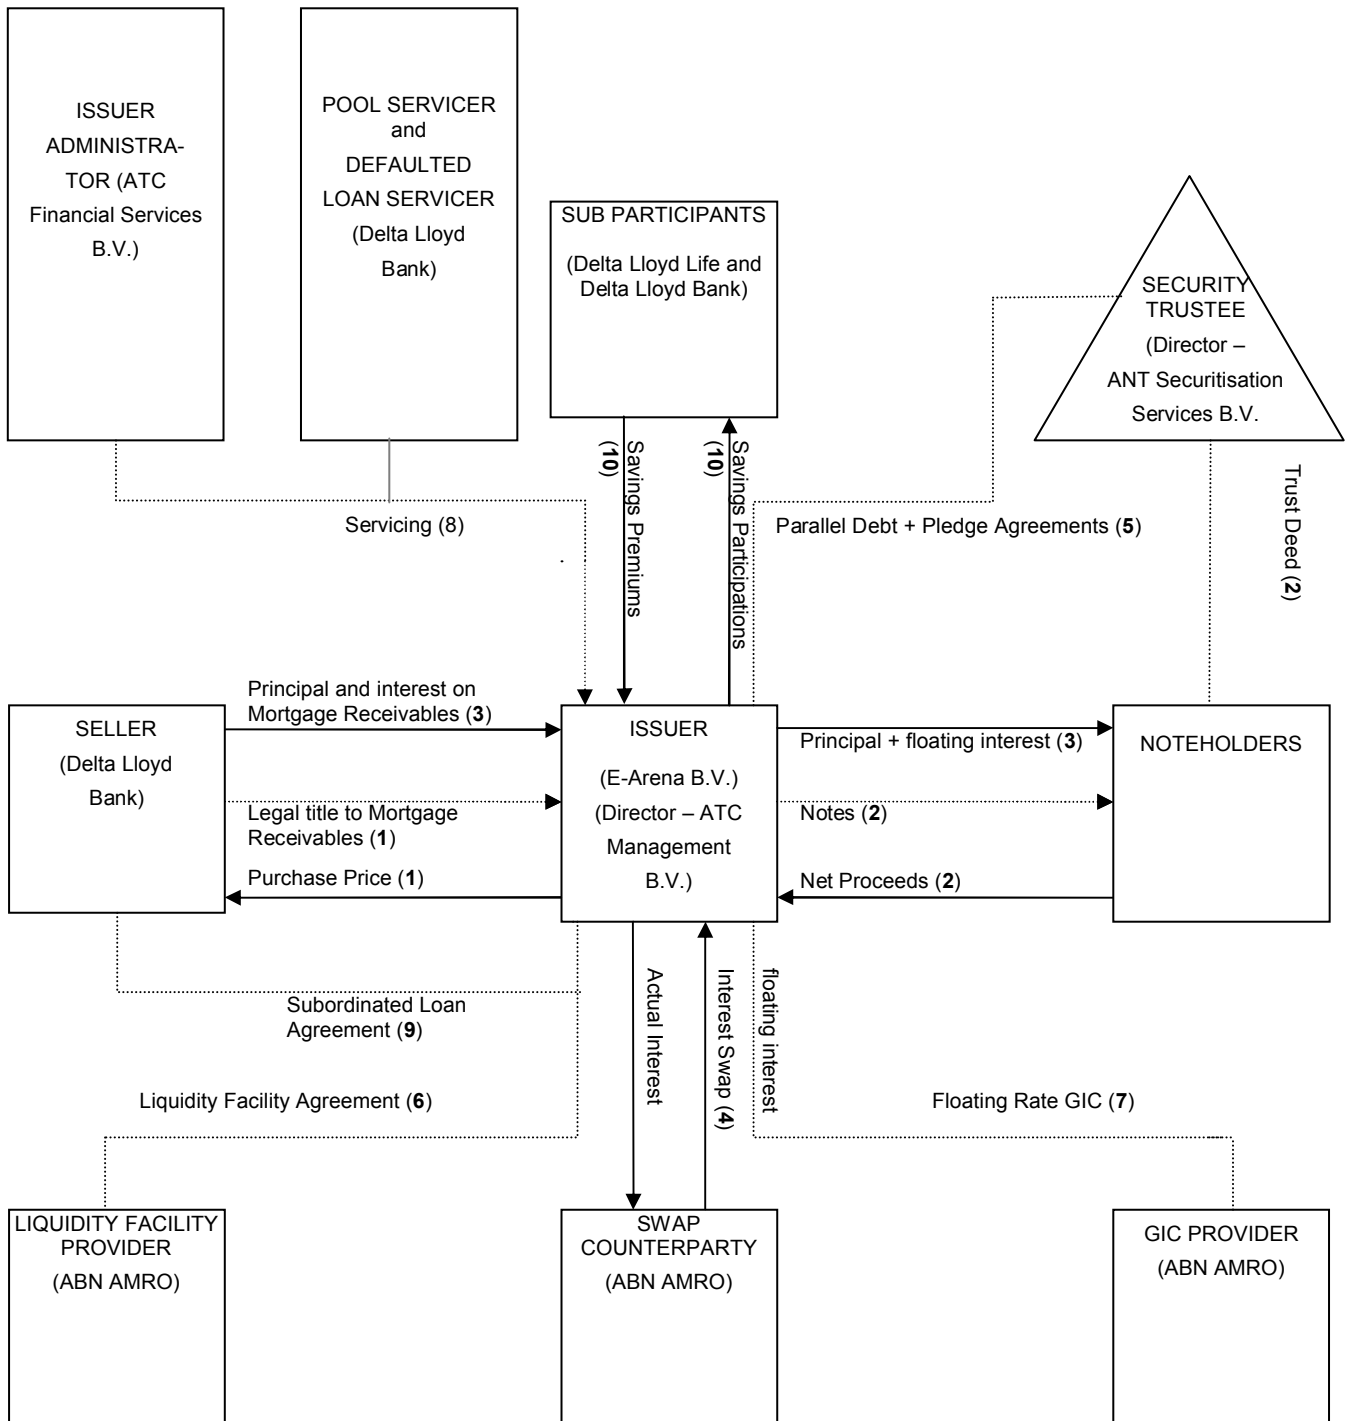 ISSUER
ADMINISTRA-
TOR (ATC
Financial Services
B.V.)
POOL SERVICER
and
DEFAULTED
LOAN SERVICER
(Delta Lloyd
Bank)
SUB PARTICIPANTS
(Delta Lloyd Life and
Delta Lloyd Bank)
SECURITY
TRUSTEE
(Director –
ANT Securitisation
Services B.V.
Servicing (8)
Savings Premiums
(10)
Savings Participations
(10)
Parallel Debt + Pledge Agreements (5)
Trust Deed (2)
SELLER
(Delta Lloyd
Bank)
Principal and interest on
Mortgage Receivables (3)
Legal title to Mortgage
Receivables (1)
Purchase Price (1)
ISSUER
(E-Arena B.V.)
(Director – ATC
Management
B.V.)
Principal + floating interest (3)
Notes (2)
Net Proceeds (2)
NOTEHOLDERS
Subordinated Loan
Agreement (9)
Actual Interest
Interest Swap (4)
floating interest
Liquidity Facility Agreement (6)
Floating Rate GIC (7)
LIQUIDITY FACILITY
PROVIDER
(ABN AMRO)
SWAP
COUNTERPARTY
(ABN AMRO)
GIC PROVIDER
(ABN AMRO)